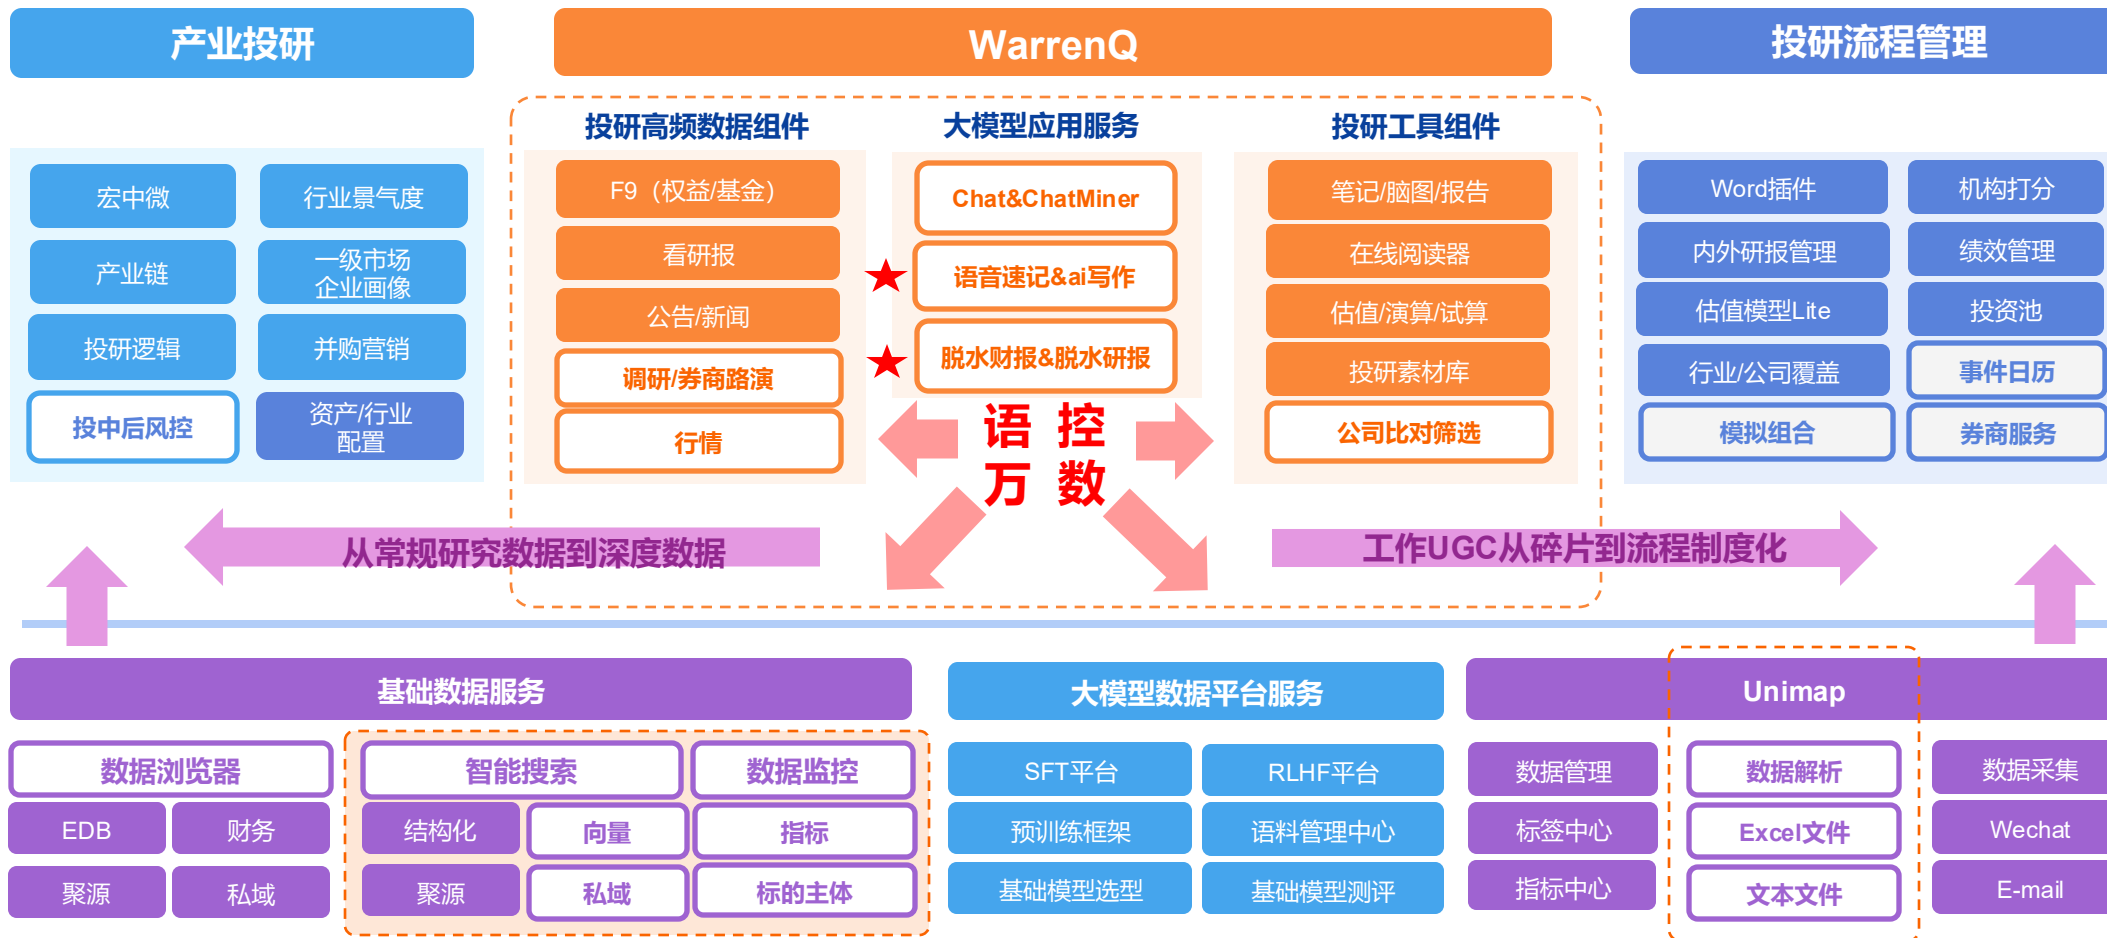 产业投研
WarrenQ
投研流程管理
投研高频数据组件
大模型应用服务
投研工具组件
宏中微
行业景气度
产业链
一级市场
企业画像
投研逻辑
并购营销
投中后风控
资产/行业
配置
F9（权益/基金）
看研报
公告/新闻
调研/券商路演
行情
Chat&ChatMiner
语音速记&ai写作
脱水财报&脱水研报
语 控
万 数
笔记/脑图/报告
在线阅读器
估值/演算/试算
投研素材库
公司比对筛选
Word插件
机构打分
内外研报管理
绩效管理
估值模型Lite
投资池
行业/公司覆盖
事件日历
模拟组合
券商服务
从常规研究数据到深度数据
工作UGC从碎片到流程制度化
基础数据服务
大模型数据平台服务
Unimap
数据浏览器
EDB
财务
聚源
私域
智能搜索
数据监控
结构化
向量
指标
聚源
私域
标的主体
SFT平台
RLHF平台
预训练框架
语料管理中心
基础模型选型
基础模型测评
数据管理
数据解析
数据采集
标签中心
Excel文件
Wechat
指标中心
文本文件
E-mail